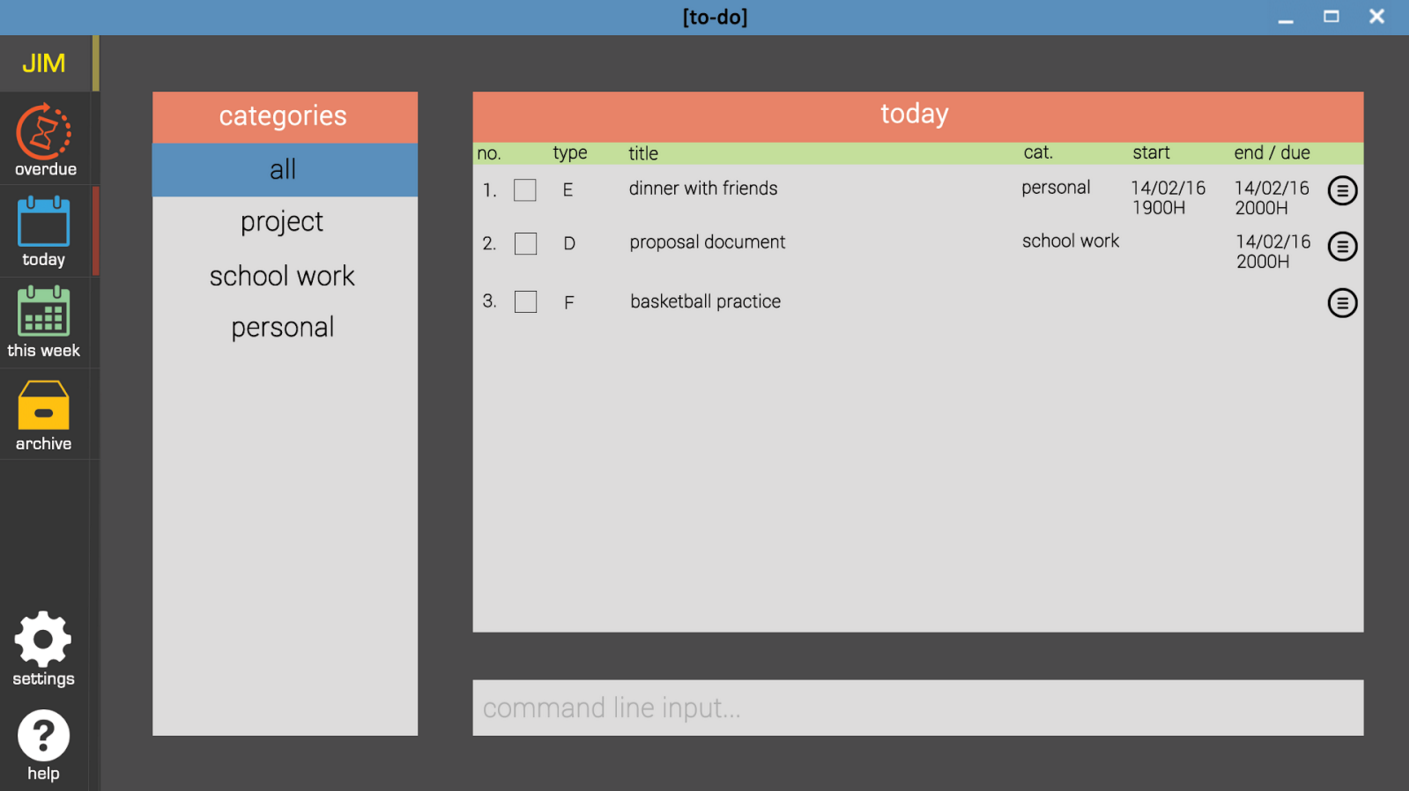 [to-do]
JIM
overdue
today
this week
archive
settings
help
categories
all
project
school work
personal
today
no. type title cat. start end / due
1. E dinner with friends personal 14/02/16 14/02/16
1900H 2000H
2. D proposal document school work 14/02/16
2000H
3. F basketball practice
command line input...